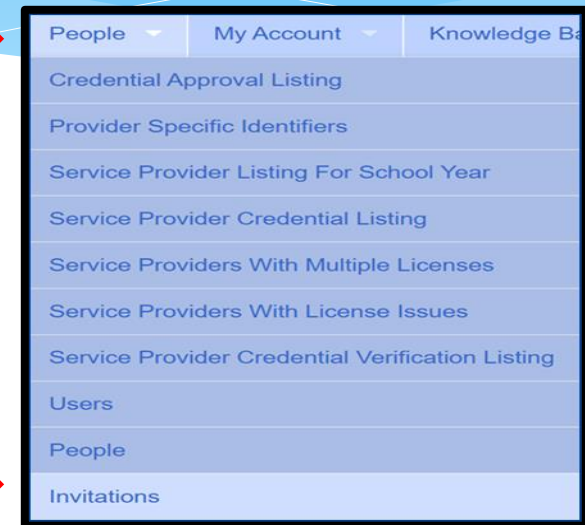 People My Account Knowledge Ba
Credential Approval Listing
Provider Specific Identifiers
Service Provider Listing For School Year
Service Provider Credential Listing
Service Providers With Multiple Licenses
Service Providers With License Issues
Service Provider Credential Verification Listing
Users
People
Invitations